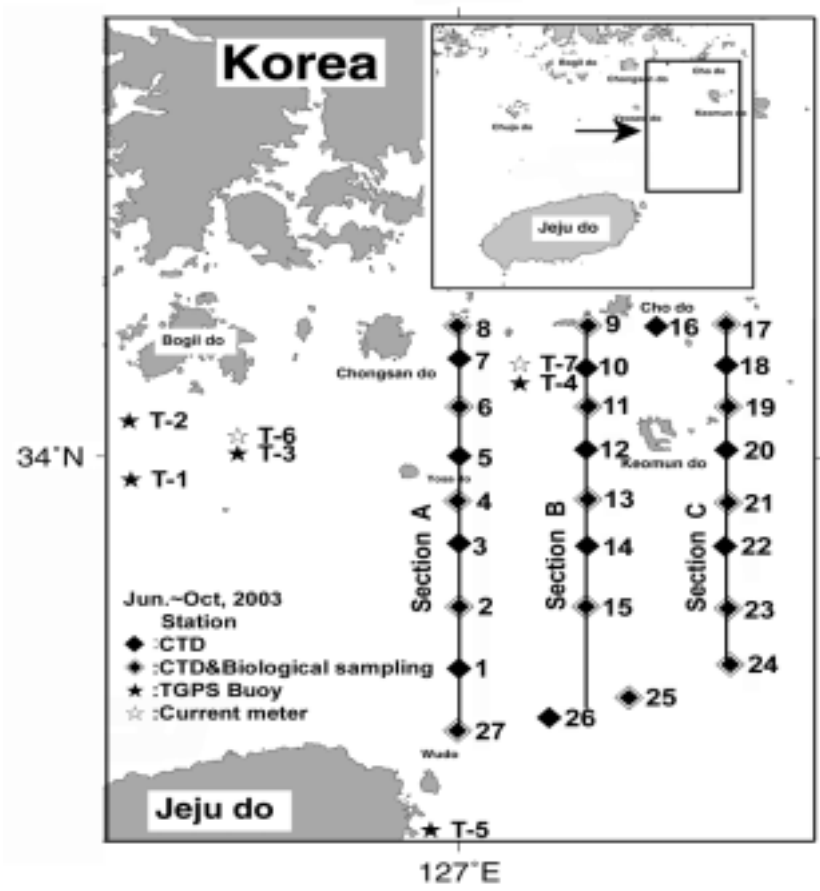 Korea
Bogil do
Chongsan do
Cho do
Keomun do
Chuja do
Jeju do
Cho do
8
9
16
17
Bogil do
7
T-7
10
18
Chongsan do
T-4
T-2
6
11
19
T-6
34°N
T-3
5
12
20
Keomun do
T-1
4
13
21
Section A
Section B
Section C
3
14
22
Jun.~Oct, 2003
Station
2
15
23
:CTD
:CTD&Biological sampling
1
24
:TGPS Buoy
25
:Current meter
26
27
Wudo
Jeju do
T-5
127°E